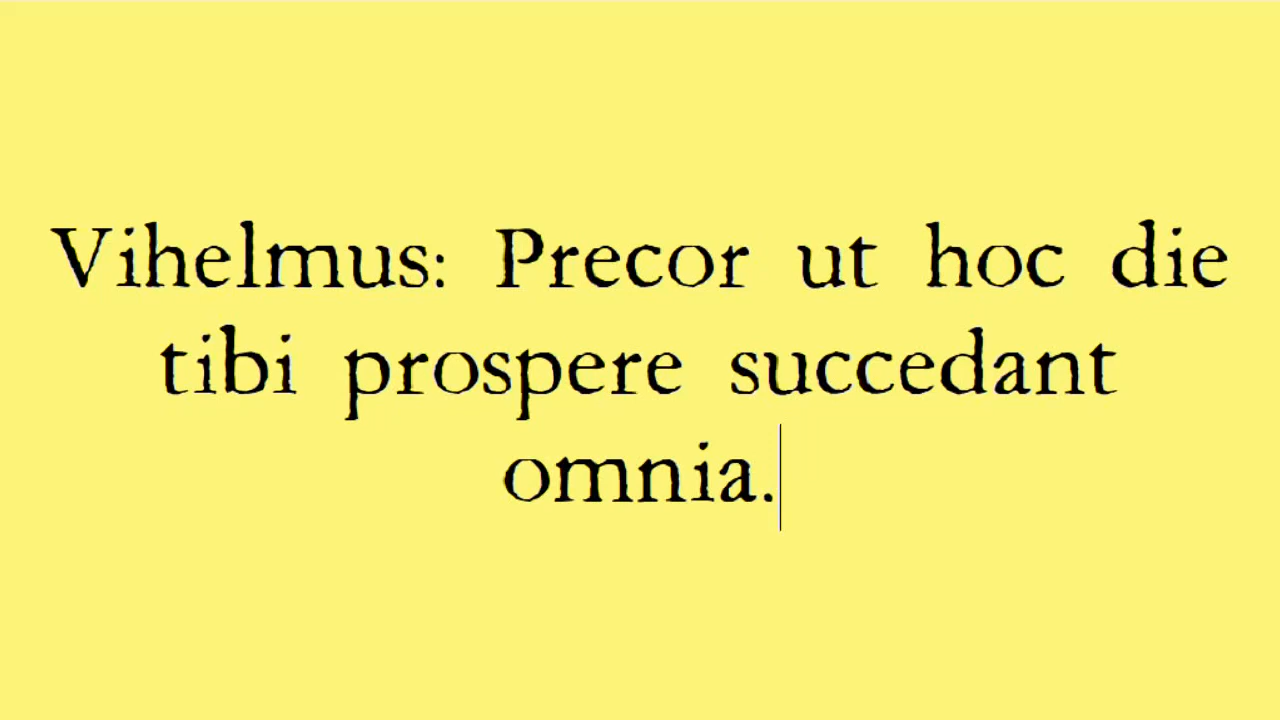 Vihelmus: Precor ut hoc die
tibi prospere succedant
omnia.